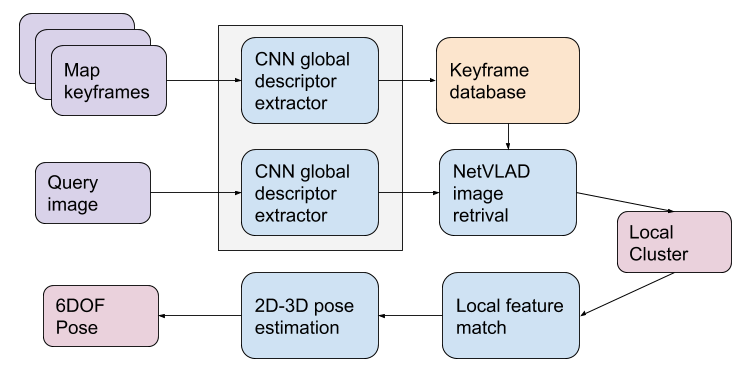 Map
keyframes
CNN global
descriptor
extractor
Keyframe
database
Query
image
CNN global
descriptor
extractor
NetVLAD
image
retrival
Local
Cluster
6DOF
Pose
2D-3D pose
estimation
Local feature
match